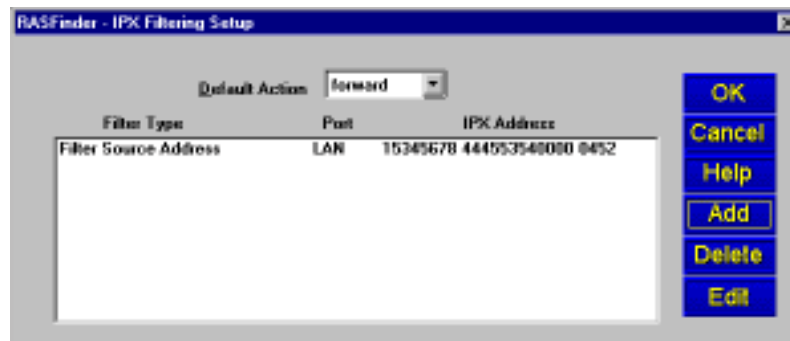 RASFinder - IPX Filtering Setup
Default Action forward
OK
Filter Type Port IPX Address
Cancel
Filter Source Address LAN 15345678 444553540000 0452
Help
Add
Delete
Edit